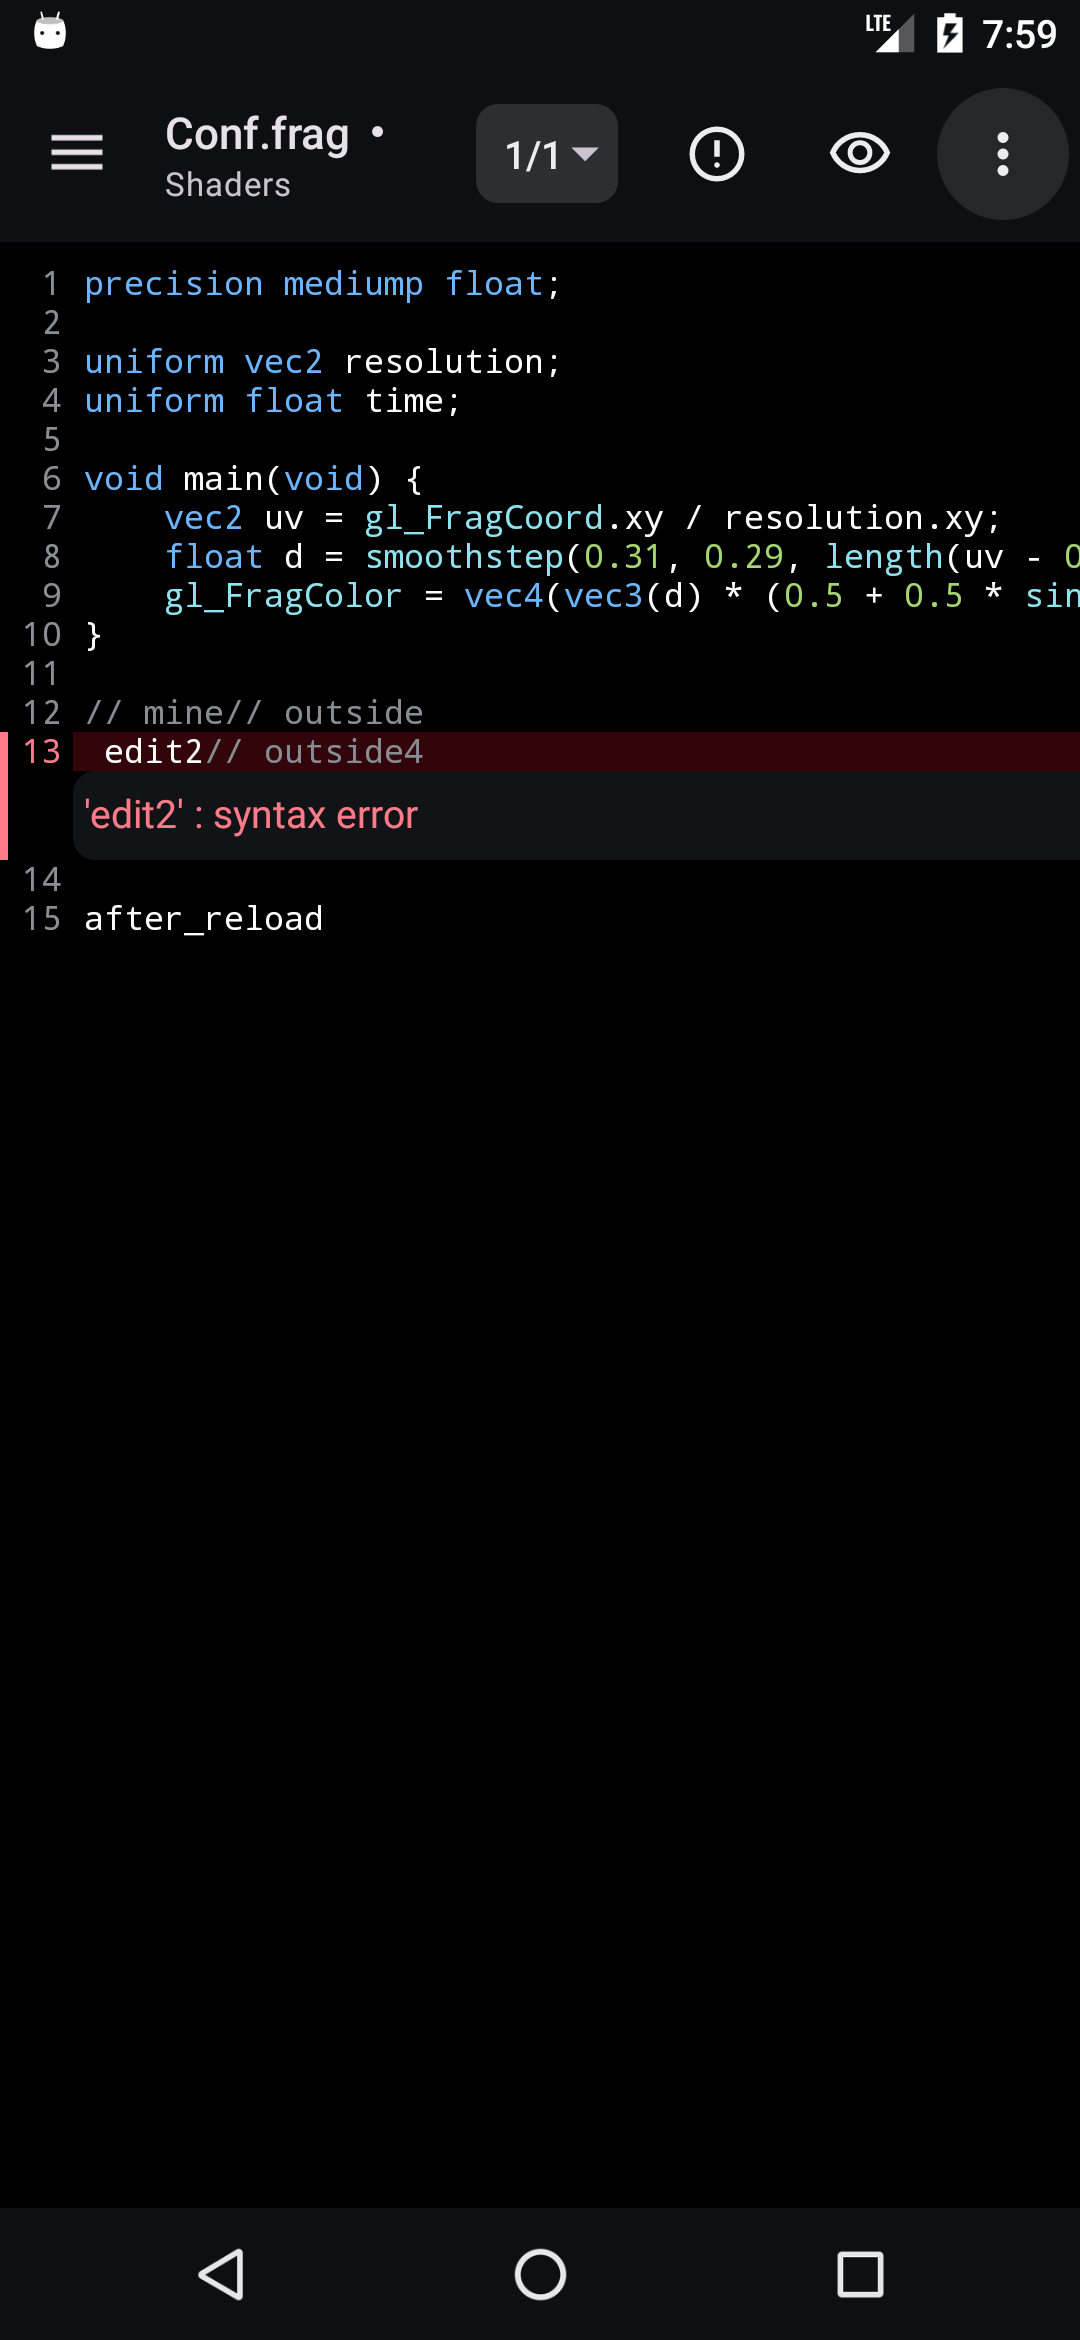 LTE 7:59
Conf.frag •
Shaders
1/1
1 precision mediump float;
2
3 uniform vec2 resolution;
4 uniform float time;
5
6 void main(void) {
7     vec2 uv = gl_FragCoord.xy / resolution.xy;
8     float d = smoothstep(0.31, 0.29, length(uv - 0
9     gl_FragColor = vec4(vec3(d) * (0.5 + 0.5 * sin
10 }
11
12 // mine// outside
13  edit2// outside4
'edit2' : syntax error
14
15 after_reload